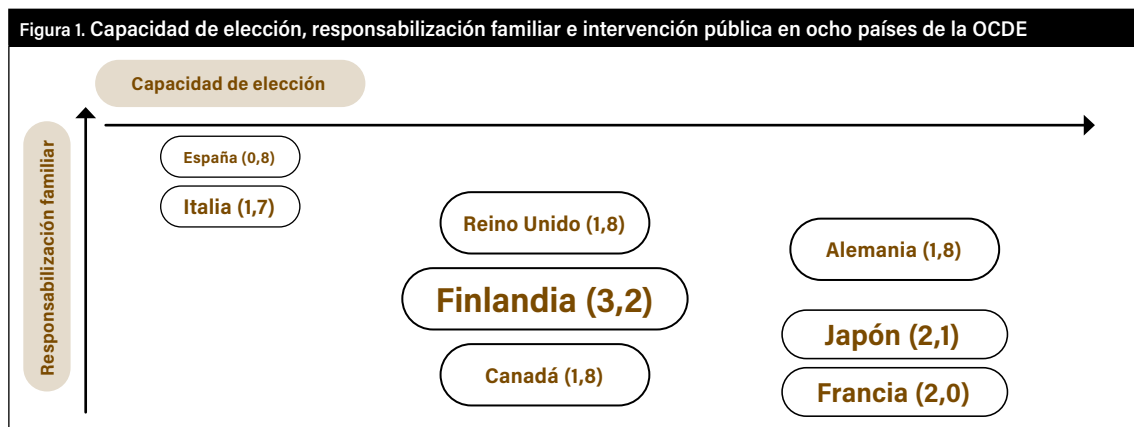 Figura 1. Capacidad de elección, responsabilización familiar e intervención pública en ocho países de la OCDE
Capacidad de elección
Responsabilización familiar
España (0,8)
Italia (1,7)
Reino Unido (1,8)
Alemania (1,8)
Finlandia (3,2)
Japón (2,1)
Canadá (1,8)
Francia (2,0)